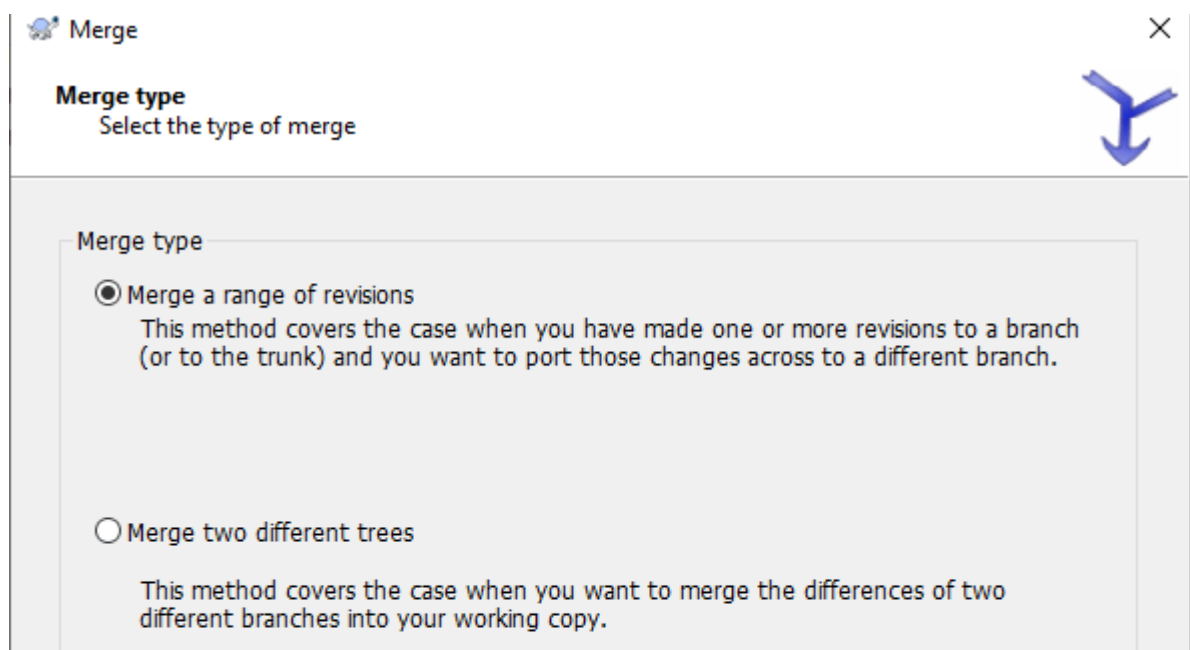 Merge
Merge type
Select the type of merge
Merge type
Merge a range of revisions
This method covers the case when you have made one or more revisions to a branch
(or to the trunk) and you want to port those changes across to a different branch.
Merge two different trees
This method covers the case when you want to merge the differences of two
different branches into your working copy.